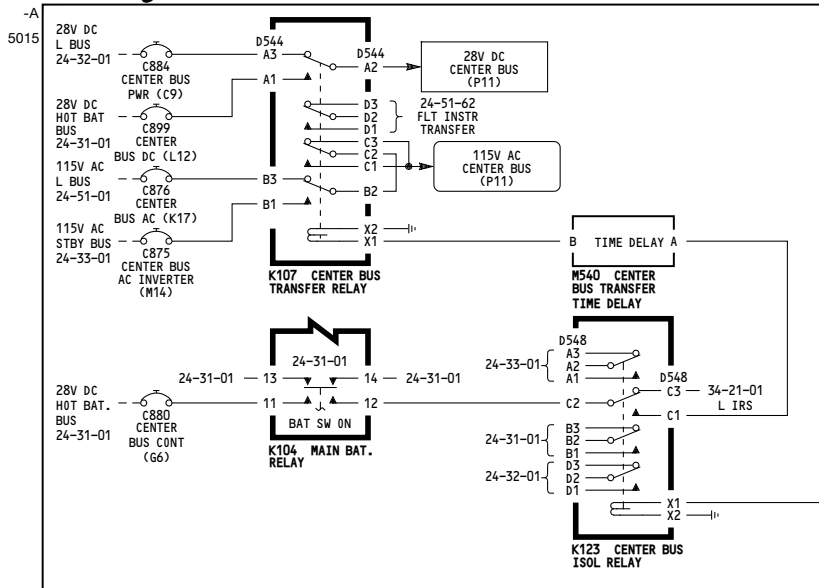 -A
5015
28V DC
L BUS
24-32-01
C884
CENTER BUS
PWR (C9)
28V DC
HOT BAT
BUS
24-31-01
C899
CENTER
BUS DC (L12)
115V AC
L BUS
24-51-01
C876
CENTER
BUS AC (K17)
115V AC
STBY BUS
24-33-01
C875
CENTER BUS
AC INVERTER
(M14)
D544
A3
A1
B3
B1
D544
A2
D3
D2
D1
C3
C2
C1
B2
X2
X1
K107 CENTER BUS
TRANSFER RELAY
28V DC
CENTER BUS
(P11)
24-51-62
FLT INSTR
TRANSFER
115V AC
CENTER BUS
(P11)
B TIME DELAY A
M540 CENTER
BUS TRANSFER
TIME DELAY
28V DC
HOT BAT.
BUS
24-31-01
C880
CENTER
BUS CONT
(G6)
24-31-01
24-31-01 13 14 24-31-01
11 12
BAT SW ON
K104 MAIN BAT.
RELAY
D548
24-33-01
A3
A2
A1
C2
24-31-01
B3
B2
B1
24-32-01
D3
D2
D1
D548
C3 34-21-01
L IRS
C1
X1
X2
K123 CENTER BUS
ISOL RELAY